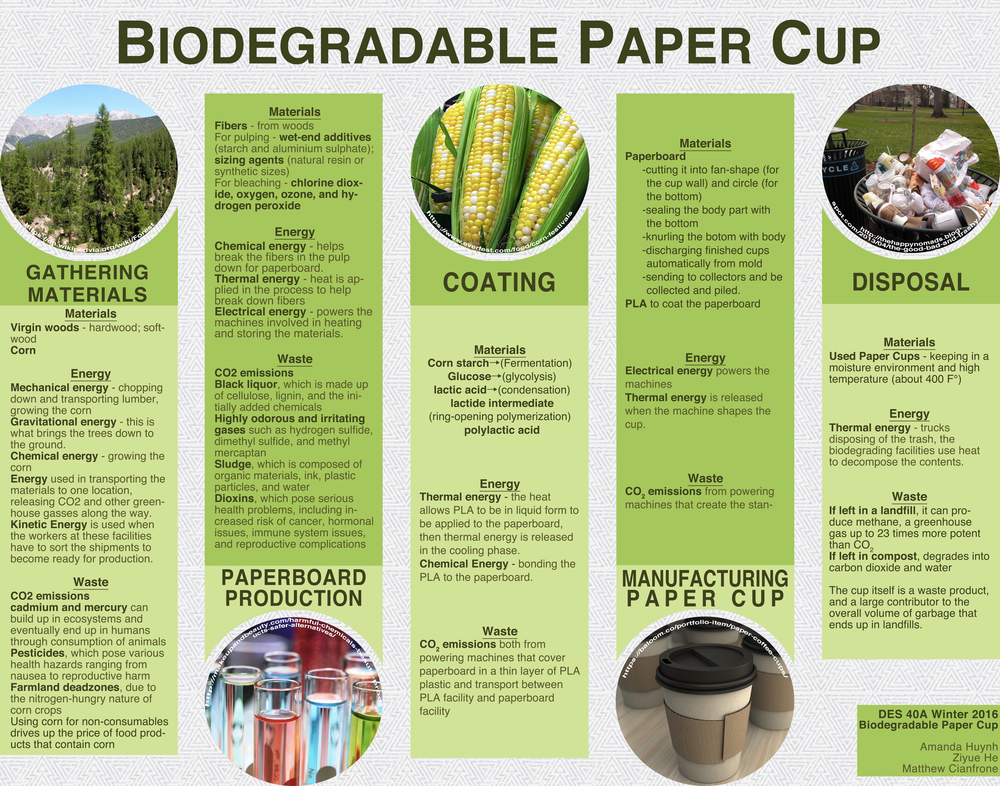 BIODEGRADABLE PAPER CUP
GATHERING
MATERIALS
Materials
Virgin woods - hardwood; soft-
wood
Corn
Energy
Mechanical energy - chopping
down and transporting lumber,
growing the corn
Gravitational energy - this is
what brings the trees down to
the ground.
Chemical energy - growing the
corn
Energy used in transporting the
materials to one location,
releasing CO2 and other green-
house gasses along the way.
Kinetic Energy is used when
the workers at these facilities
have to sort the shipments to
become ready for production.
Waste
CO2 emissions
cadmium and mercury can
build up in ecosystems and
eventually end up in humans
through consumption of animals
Pesticides, which pose various
health hazards ranging from
nausea to reproductive harm
Farmland deadzones, due to
the nitrogen-hungry nature of
corn crops
Using corn for non-consumables
drives up the price of food prod-
ucts that contain corn
Materials
Fibers - from woods
For pulping - wet-end additives
(starch and aluminium sulphate);
sizing agents (natural resin or
synthetic sizes)
For bleaching - chlorine diox-
ide, oxygen, ozone, and hy-
drogen peroxide
Energy
Chemical energy - helps
break the fibers in the pulp
down for paperboard.
Thermal energy - heat is ap-
plied in the process to help
break down fibers
Electrical energy - powers the
machines involved in heating
and storing the materials.
Waste
CO2 emissions
Black liquor, which is made up
of cellulose, lignin, and the ini-
tially added chemicals
Highly odorous and irritating
gases such as hydrogen sulfide,
dimethyl sulfide, and methyl
mercaptan
Sludge, which is composed of
organic materials, ink, plastic
particles, and water
Dioxins, which pose serious
health problems, including in-
creased risk of cancer, hormonal
issues, immune system issues,
and reproductive complications
PAPERBOARD
PRODUCTION
https://www.everfest.com/food/corn-festivals
COATING
Materials
Corn starch→(Fermentation)
Glucose→(glycolysis)
lactic acid→(condensation)
lactide intermediate
(ring-opening polymerization)
polylactic acid
Energy
Thermal energy - the heat
allows PLA to be in liquid form to
be applied to the paperboard,
then thermal energy is released
in the cooling phase.
Chemical Energy - bonding the
PLA to the paperboard.
Waste
CO2 emissions both from
powering machines that cover
paperboard in a thin layer of PLA
plastic and transport between
PLA facility and paperboard
facility
Materials
Paperboard
-cutting it into fan-shape (for
the cup wall) and circle (for
the bottom)
-sealing the body part with
the bottom
-knurling the botom with body
-discharging finished cups
automatically from mold
-sending to collectors and be
collected and piled.
PLA to coat the paperboard
Energy
Electrical energy powers the
machines
Thermal energy is released
when the machine shapes the
cup.
Waste
CO2 emissions from powering
machines that create the stan-
MANUFACTURING
PAPER CUP
https://baloom.co/portfolio-item/paper-coffee-cups/
DISPOSAL
Materials
Used Paper Cups - keeping in a
moisture environment and high
temperature (about 400 F°)
Energy
Thermal energy - trucks
disposing of the trash, the
biodegrading facilities use heat
to decompose the contents.
Waste
If left in a landfill, it can pro-
duce methane, a greenhouse
gas up to 23 times more potent
than CO2
If left in compost, degrades into
carbon dioxide and water
The cup itself is a waste product,
and a large contributor to the
overall volume of garbage that
ends up in landfills.
DES 40A Winter 2016
Biodegradable Paper Cup
Amanda Huynh
Ziyue He
Matthew Cianfrone